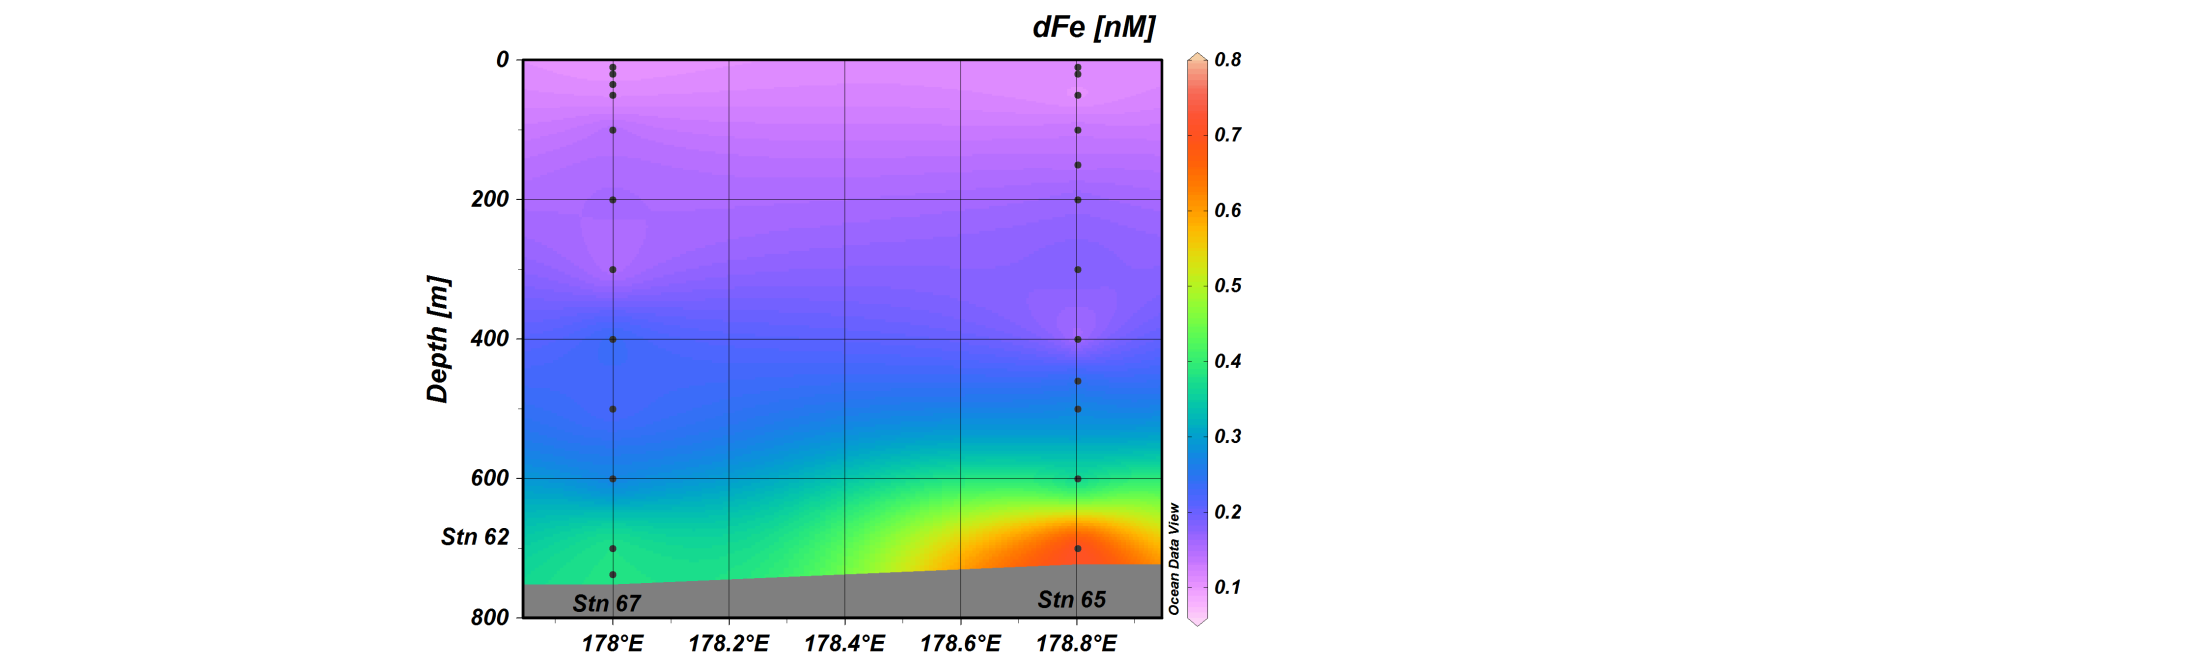 dFe [nM]
0
200
400
600
800
Depth [m]
Stn 62
Stn 67
Stn 65
178°E
178.2°E
178.4°E
178.6°E
178.8°E
Ocean Data View
0.8
0.7
0.6
0.5
0.4
0.3
0.2
0.1